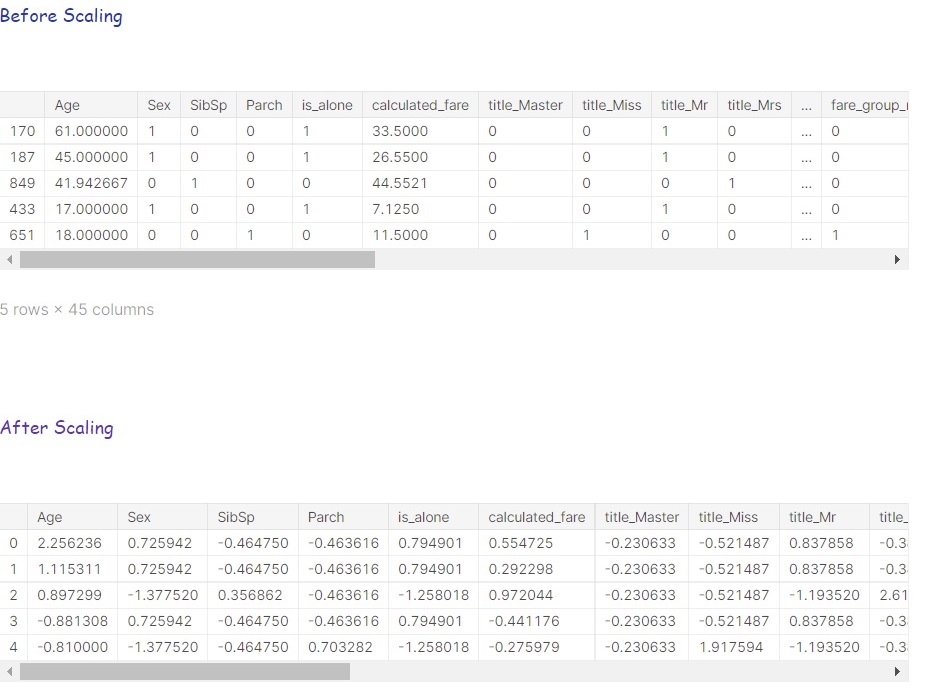 Before Scaling
Age Sex SibSp Parch is_alone calculated_fare title_Master title_Miss title_Mr title_Mrs ... fare_group_
170 61.000000 1 0 0 1 33.5000 0 0 1 0 ... 0
187 45.000000 1 0 0 1 26.5500 0 0 1 0 ... 0
849 41.942667 0 1 0 0 44.5521 0 0 0 1 ... 0
433 17.000000 1 0 0 1 7.1250 0 0 1 0 ... 0
651 18.000000 0 0 1 0 11.5000 0 1 0 0 ... 1
5 rows × 45 columns
After Scaling
Age Sex SibSp Parch is_alone calculated_fare title_Master title_Miss title_Mr title_
0 2.256236 0.725942 -0.464750 -0.463616 0.794901 0.554725 -0.230633 -0.521487 0.837858 -0.3
1 1.115311 0.725942 -0.464750 -0.463616 0.794901 0.292298 -0.230633 -0.521487 0.837858 -0.3
2 0.897299 -1.377520 0.356862 -0.463616 -1.258018 0.972044 -0.230633 -0.521487 -1.193520 2.61
3 -0.881308 0.725942 -0.464750 -0.463616 0.794901 -0.441176 -0.230633 -0.521487 0.837858 -0.3
4 -0.810000 -1.377520 -0.464750 0.703282 -1.258018 -0.275979 -0.230633 1.917594 -1.193520 -0.3